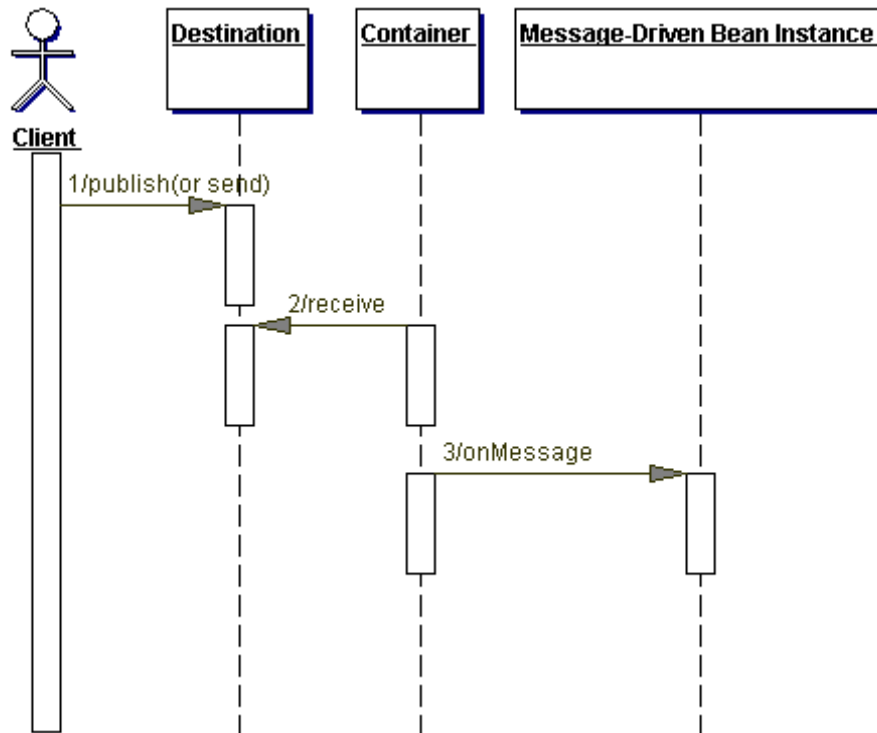 Destination
Container
Message-Driven Bean Instance
Client
1/publish(or send)
2/receive
3/onMessage